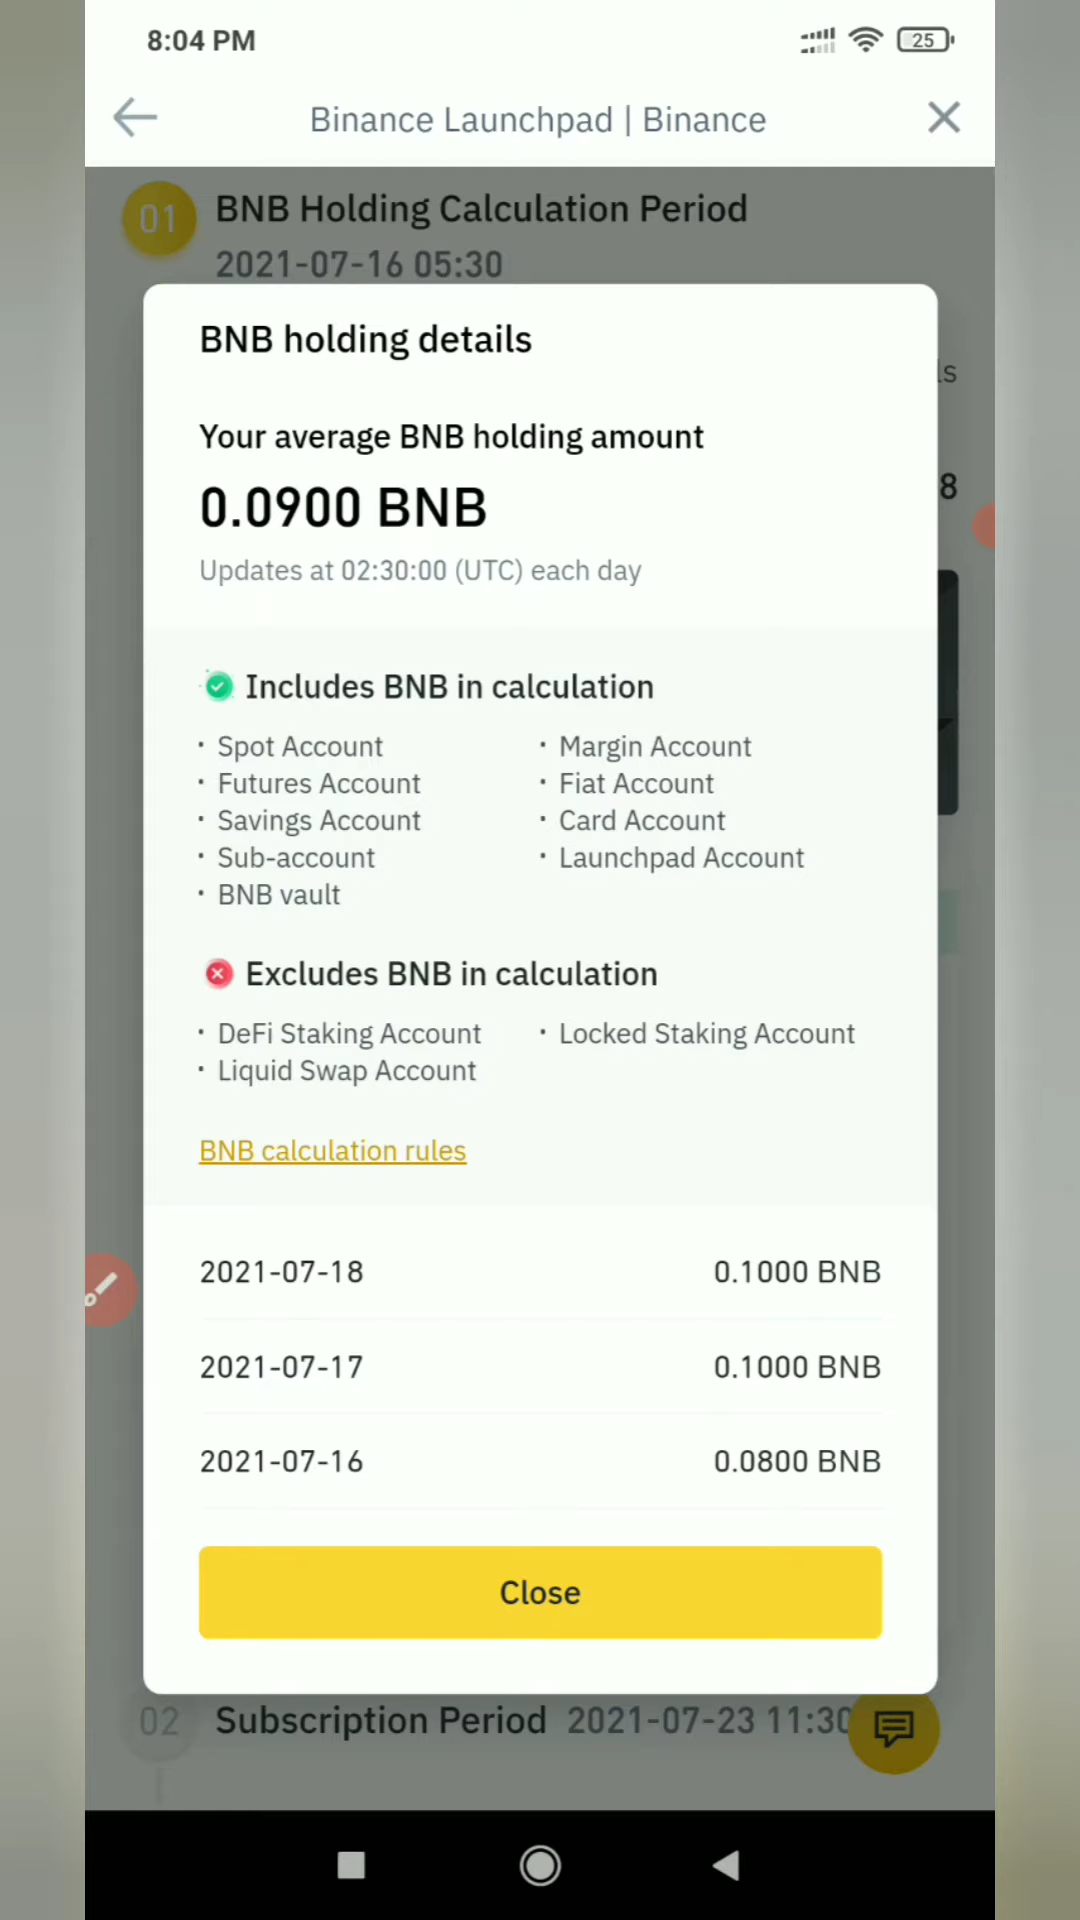 8:04 PM
25
Binance Launchpad | Binance
01
BNB Holding Calculation Period
2021-07-16 05:30
BNB holding details
ls
Your average BNB holding amount
0.0900 BNB
8
Updates at 02:30:00 (UTC) each day
Includes BNB in calculation
· Spot Account · Margin Account
· Futures Account · Fiat Account
· Savings Account · Card Account
· Sub-account · Launchpad Account
· BNB vault
Excludes BNB in calculation
· DeFi Staking Account · Locked Staking Account
· Liquid Swap Account
BNB calculation rules
2021-07-18 0.1000 BNB
2021-07-17 0.1000 BNB
2021-07-16 0.0800 BNB
Close
02 Subscription Period 2021-07-23 11:30